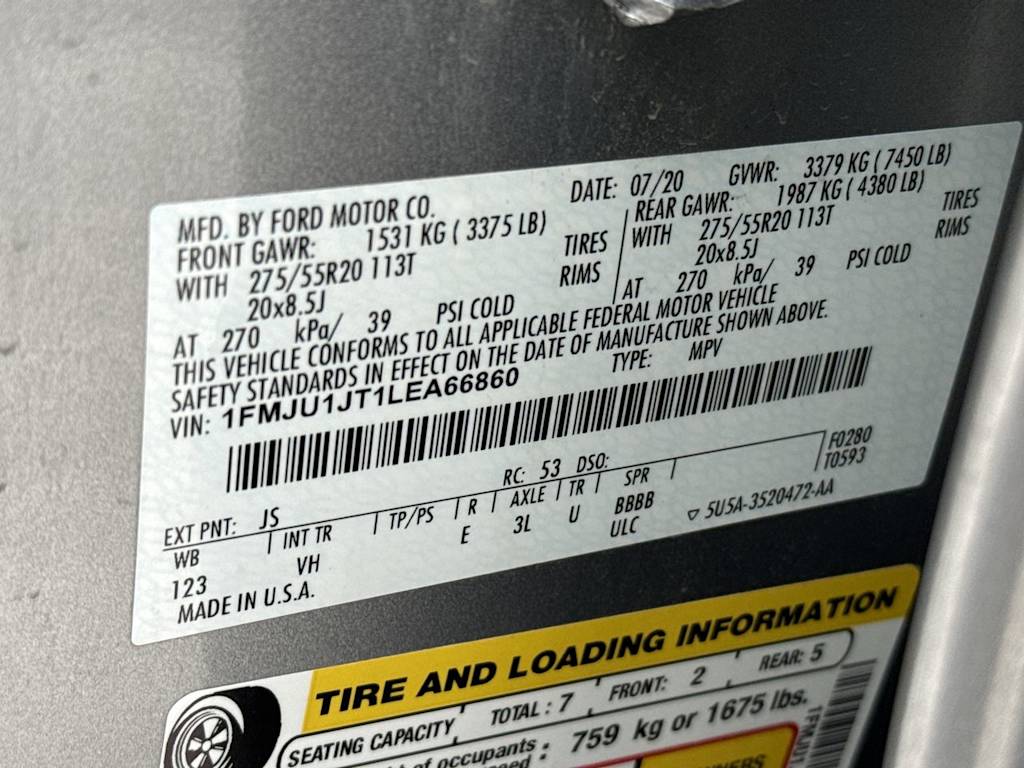 MFD. BY FORD MOTOR CO. DATE: 07/20 GVWR: 3379 KG ( 7450 LB)
FRONT GAWR: 1531 KG ( 3375 LB) REAR GAWR: 1987 KG ( 4380 LB)
WITH 275/55R20 113T TIRES WITH 275/55R20 113T TIRES
20x8.5J RIMS 20x8.5J RIMS
AT 270 kPa/ 39 PSI COLD AT 270 kPa/ 39 PSI COLD
THIS VEHICLE CONFORMS TO ALL APPLICABLE FEDERAL MOTOR VEHICLE
SAFETY STANDARDS IN EFFECT ON THE DATE OF MANUFACTURE SHOWN ABOVE.
VIN: 1FMJU1JT1LEA66860 TYPE: MPV
EXT PNT: JS RC: 53 DSO: F0280
WB INT TR TP/PS R AXLE TR SPR T0593
123 VH E 3L U BBBB
ULC ▽ 5U5A-3520472-AA
MADE IN U.S.A.
TIRE AND LOADING INFORMATION
SEATING CAPACITY TOTAL : 7 FRONT: 2 REAR: 5
of occupants : 759 kg or 1675 lbs.